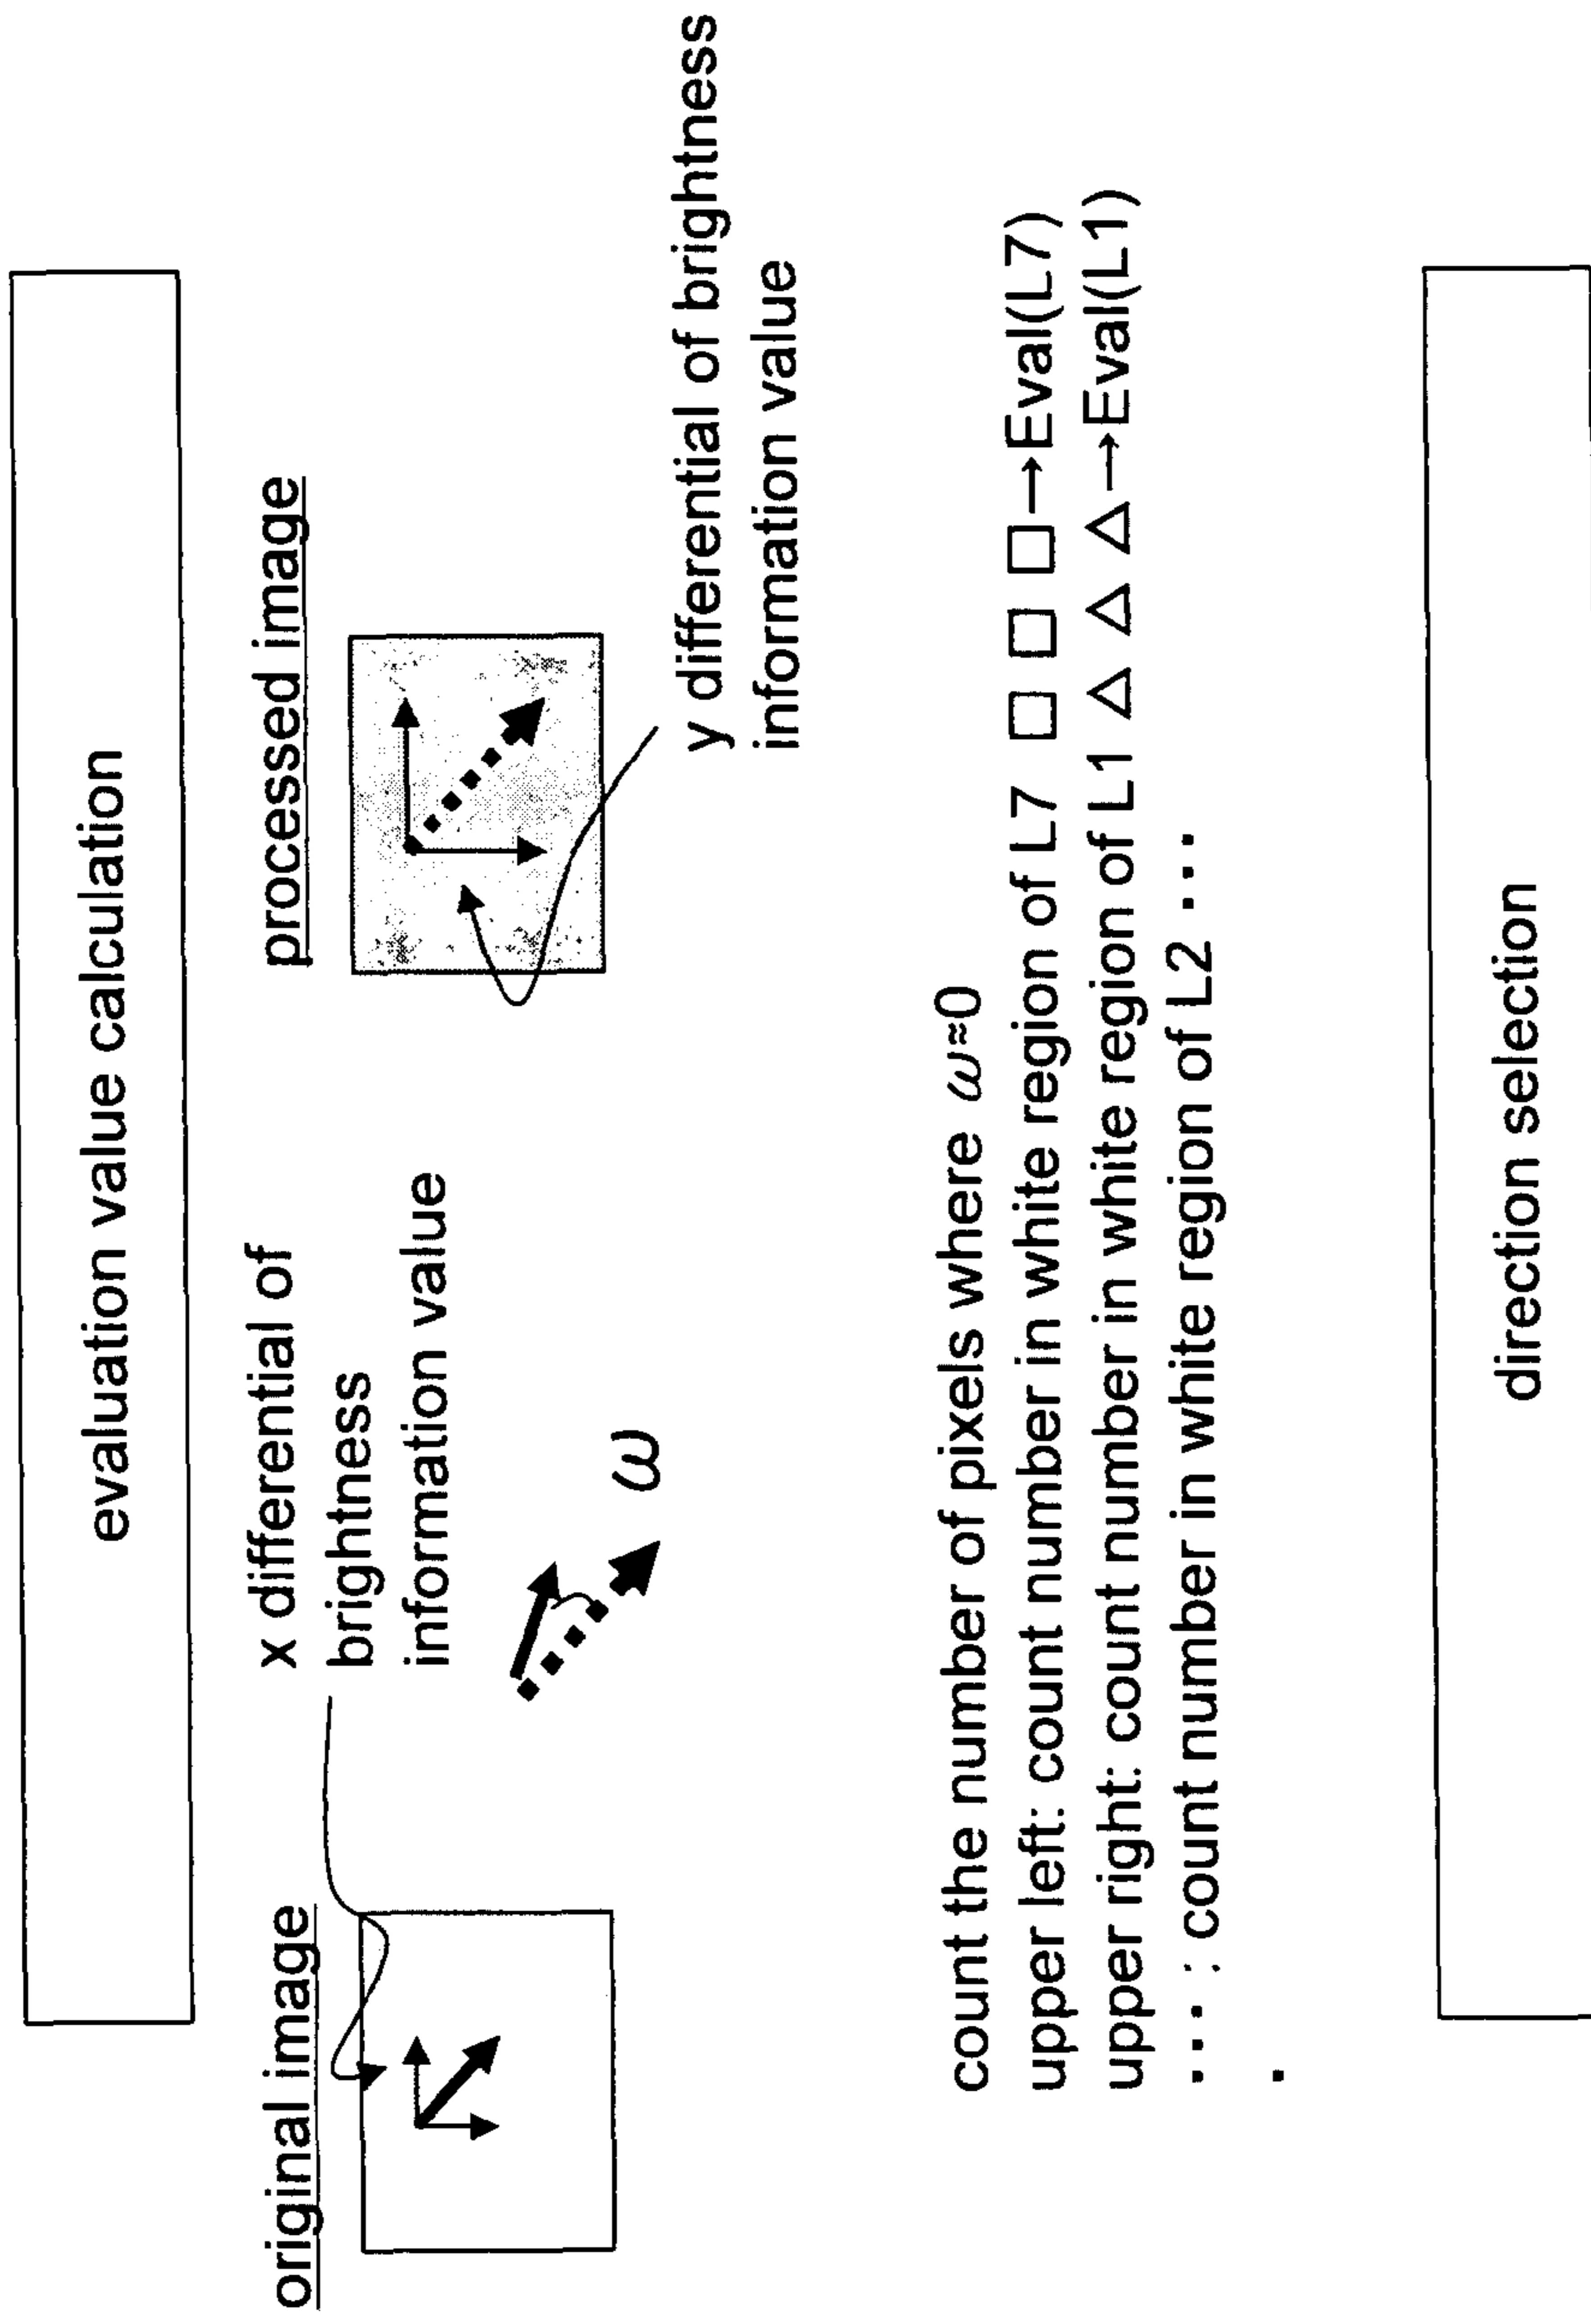 evaluation value calculation
original image
x differential of
brightness
information value
processed image
ω
y differential of brightness
information value
count the number of pixels where ω≈0
upper left: count number in white region of L7 □ □ □→Eval(L7)
upper right: count number in white region of L1 △ △ △→Eval(L1)
･･･: count number in white region of L2 ･･･
･
direction selection